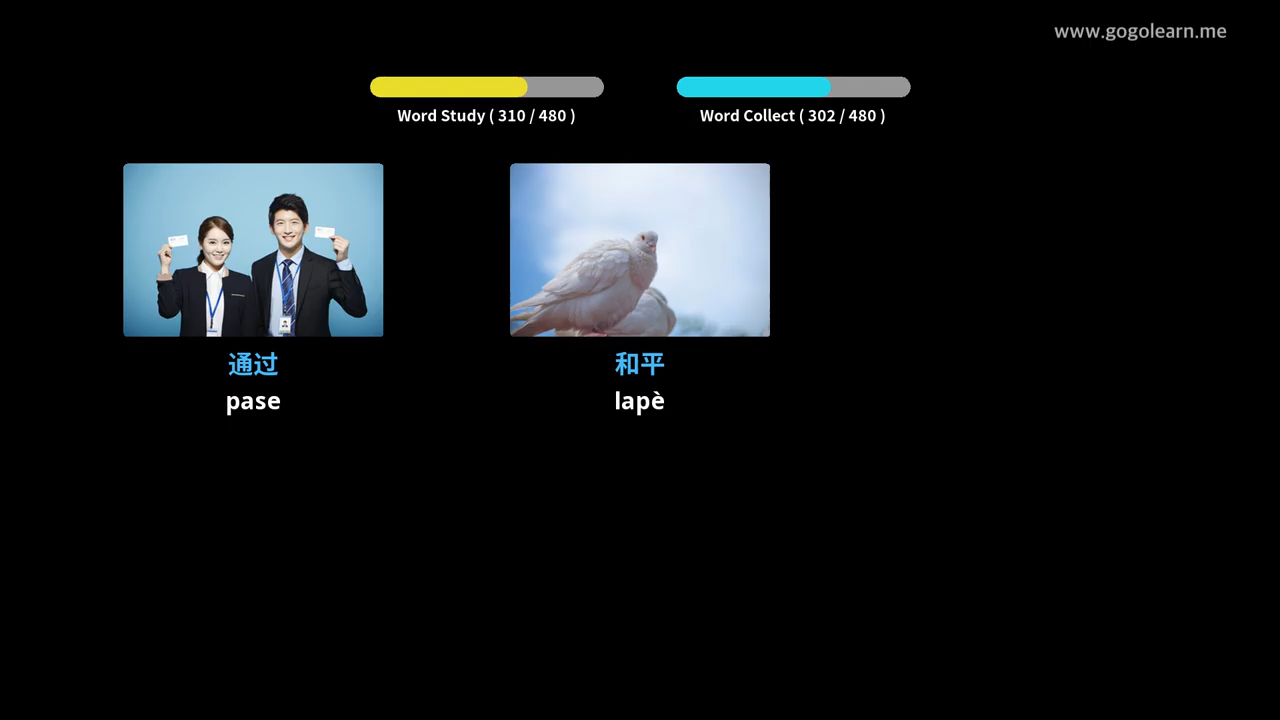 www.gogolearn.me
Word Study ( 310 / 480 )
Word Collect ( 302 / 480 )
通过
pase
和平
lapè